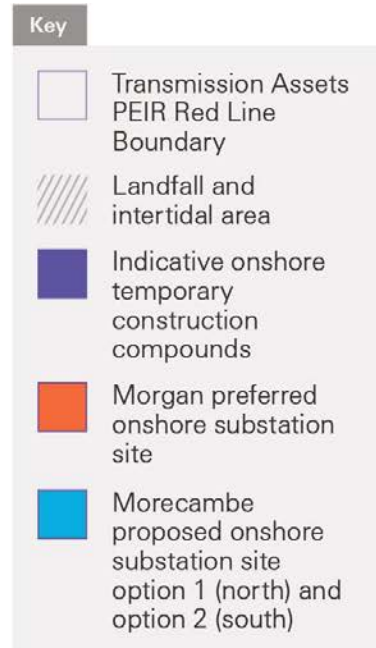 Key
Transmission Assets
PEIR Red Line
Boundary
Landfall and
intertidal area
Indicative onshore
temporary
construction
compounds
Morgan preferred
onshore substation
site
Morecambe
proposed onshore
substation site
option 1 (north) and
option 2 (south)